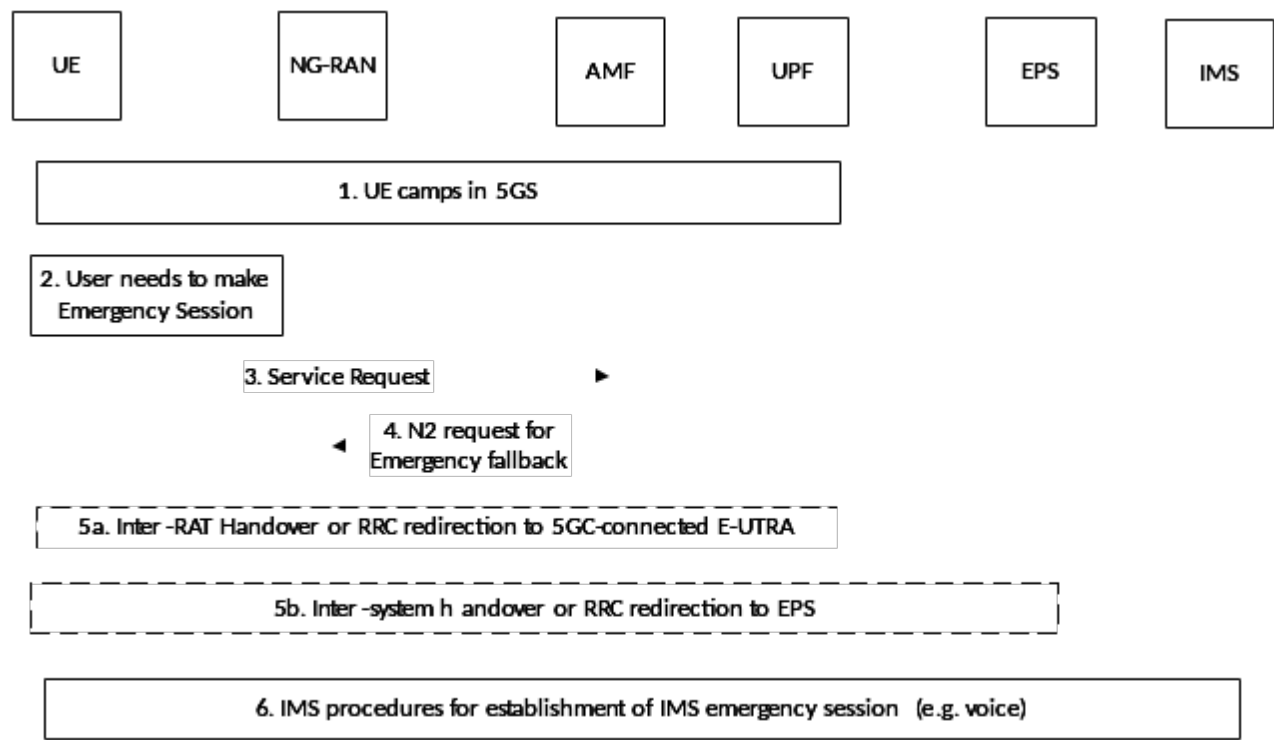 UE
NG-RAN
AMF
UPF
EPS
IMS
1. UE camps in 5GS
2. User needs to make
Emergency Session
3. Service Request
4. N2 request for
Emergency fallback
5a. Inter -RAT Handover or RRC redirection to 5GC-connected E-UTRA
5b. Inter -system h andover or RRC redirection to EPS
6. IMS procedures for establishment of IMS emergency session (e.g. voice)